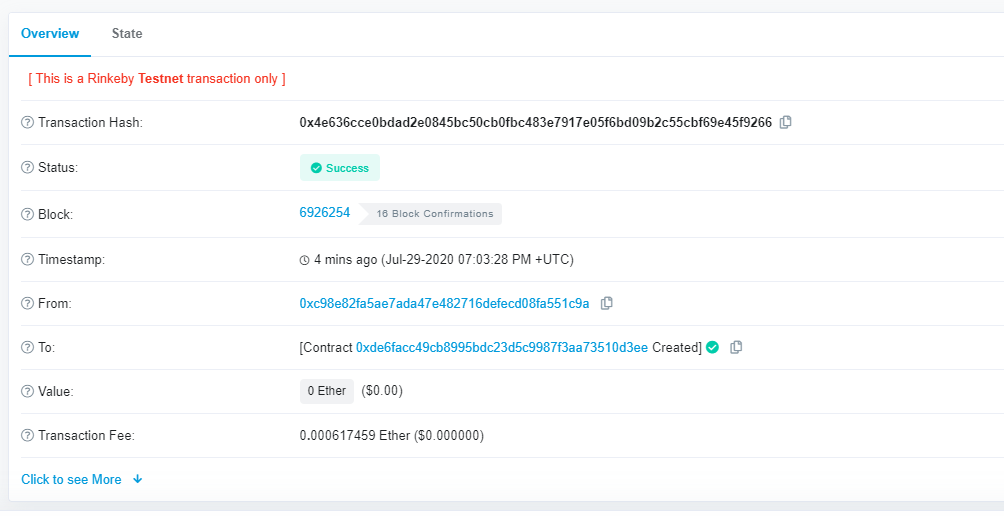 Overview State
[ This is a Rinkeby Testnet transaction only ]
Transaction Hash: 0x4e636cce0bdad2e0845bc50cb0fbc483e7917e05f6bd09b2c55cbf69e45f9266
Status: Success
Block: 6926254 16 Block Confirmations
Timestamp: 4 mins ago (Jul-29-2020 07:03:28 PM +UTC)
From: 0xc98e82fa5ae7ada47e482716defecd08fa551c9a
To: [Contract 0xde6facc49cb8995bdc23d5c9987f3aa73510d3ee Created]
Value: 0 Ether ($0.00)
Transaction Fee: 0.000617459 Ether ($0.000000)
Click to see More